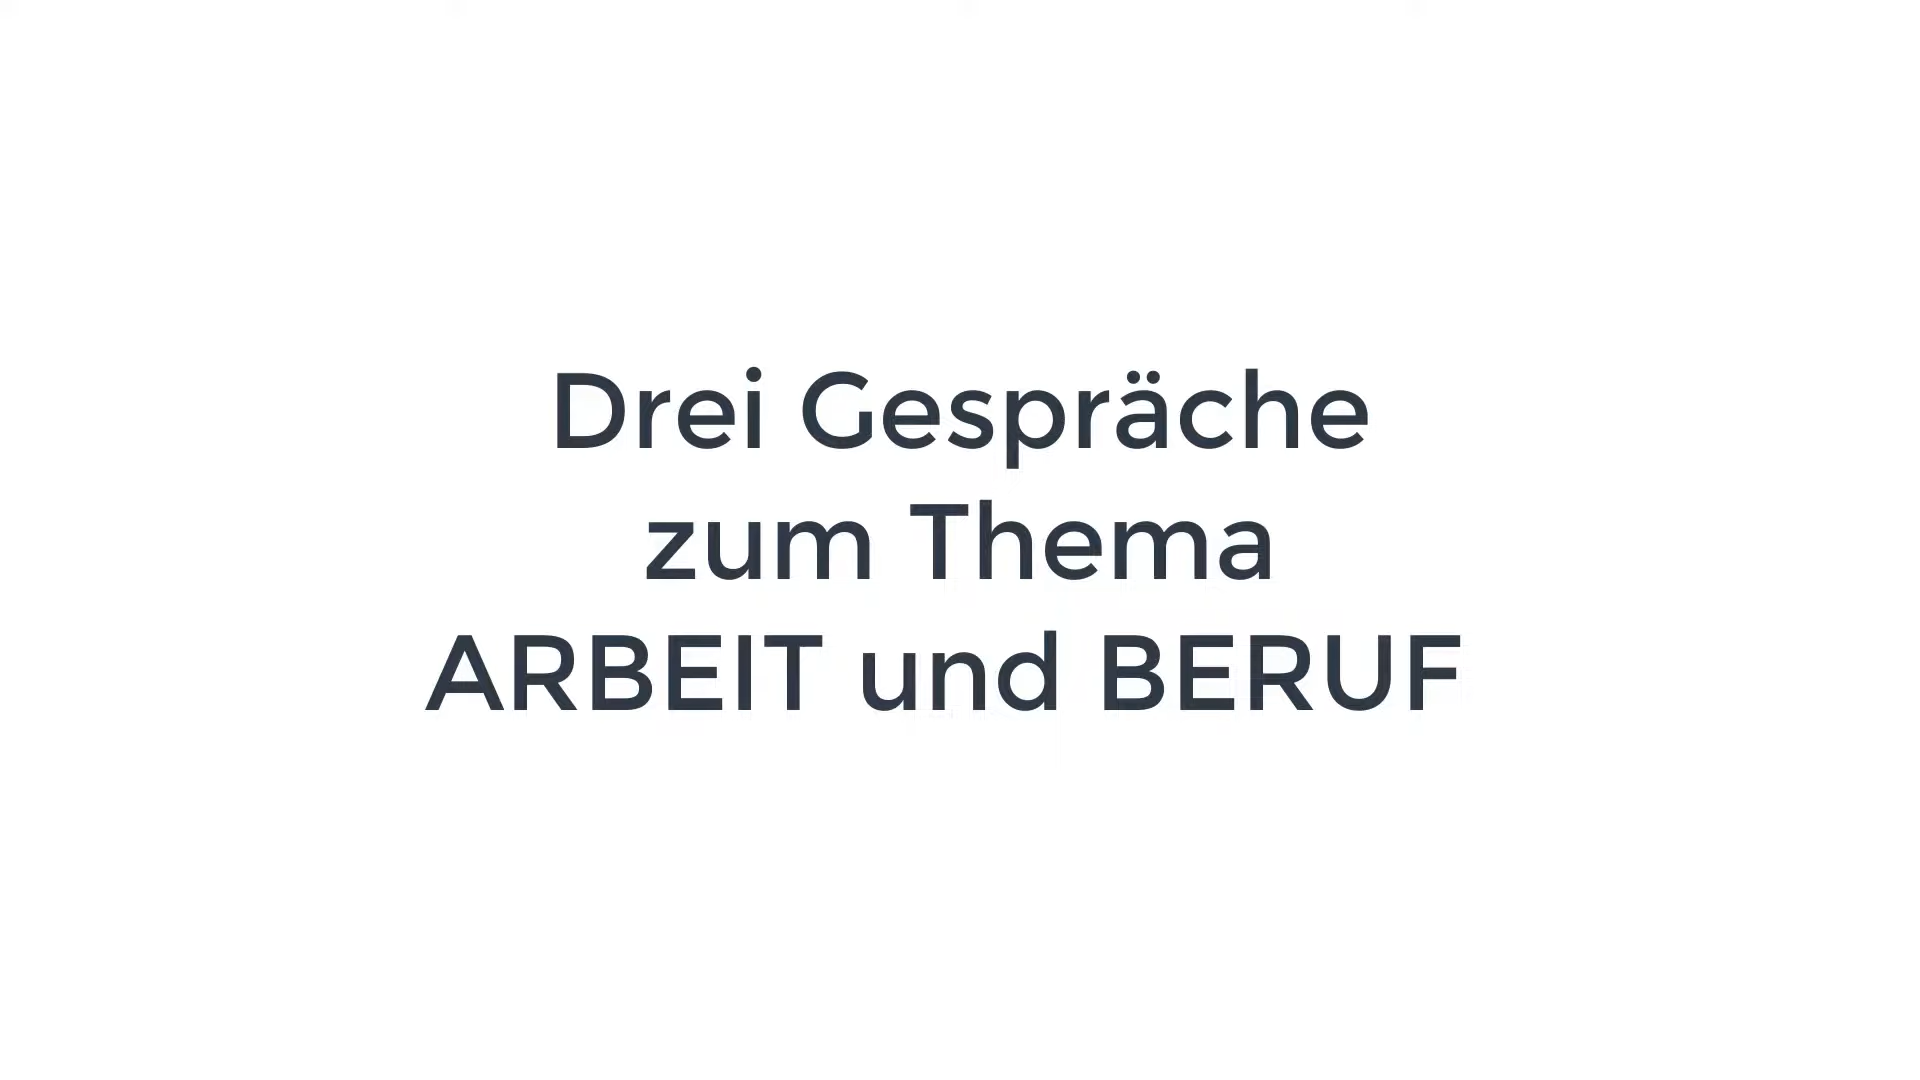 Drei Gespräche
zum Thema
ARBEIT und BERUF